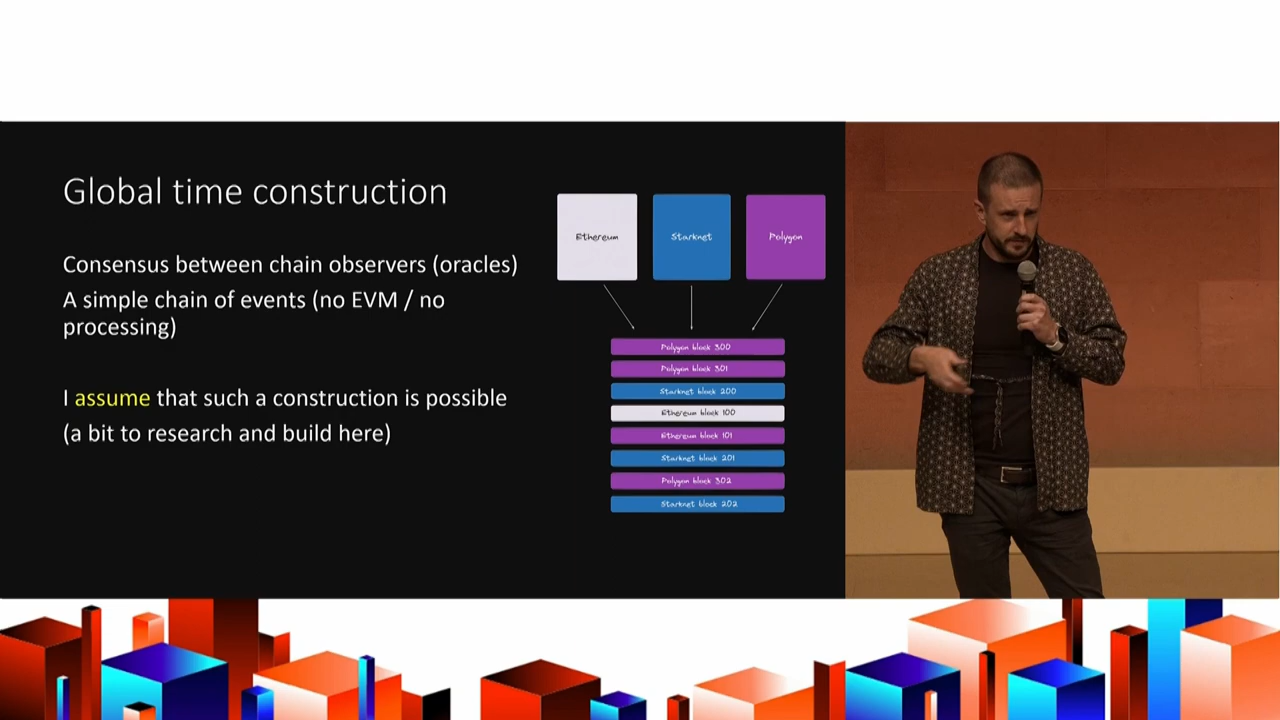 Global time construction
Consensus between chain observers (oracles)
A simple chain of events (no EVM / no
processing)
I assume that such a construction is possible
(a bit to research and build here)
Ethereum
Starknet
Polygon
Polygon block 300
Polygon block 301
Starknet block 200
Ethereum block 100
Ethereum block 101
Starknet block 201
Polygon block 302
Starknet block 202